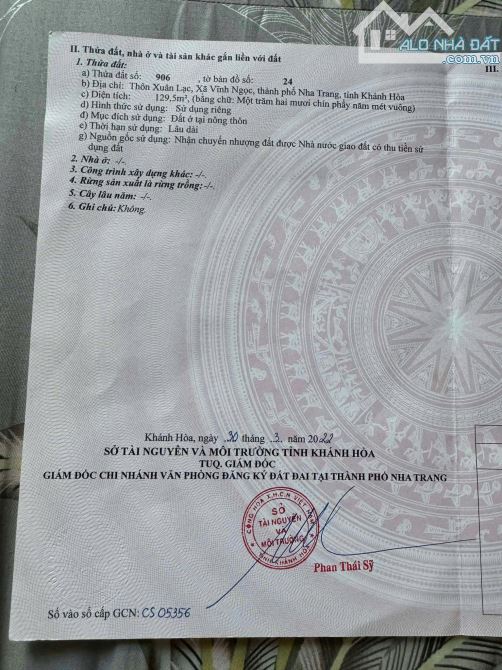 ALO NHÀ ĐẤT
II. Thửa đất, nhà ở và tài sản khác gắn liền với đất
1. Thửa đất:
a) Thửa đất số: 906 , tờ bản đồ số: 24
b) Địa chỉ: Thôn Xuân Lạc, Xã Vĩnh Ngọc, thành phố Nha Trang, tỉnh Khánh Hòa
c) Diện tích: 129,5m², (bằng chữ: Một trăm hai mươi chín phẩy năm mét vuông)
d) Hình thức sử dụng: Sử dụng riêng
đ) Mục đích sử dụng: Đất ở tại nông thôn
e) Thời hạn sử dụng: Lâu dài
g) Nguồn gốc sử dụng: Nhận chuyển nhượng đất được Nhà nước giao đất có thu tiền sử
dụng đất
2. Nhà ở: -/-.
3. Công trình xây dựng khác: -/-.
4. Rừng sản xuất là rừng trồng: -/-.
5. Cây lâu năm: -/-.
6. Ghi chú: Không.
Khánh Hòa, ngày 30 tháng 3 năm 2022
SỞ TÀI NGUYÊN VÀ MÔI TRƯỜNG TỈNH KHÁNH HÒA
TUQ. GIÁM ĐỐC
GIÁM ĐỐC CHI NHÁNH VĂN PHÒNG ĐĂNG KÝ ĐẤT ĐAI TẠI THÀNH PHỐ NHA TRANG
CỘNG HÒA X.H.C.N VIỆT NAM
SỞ
TÀI NGUYÊN
VÀ
MÔI TRƯỜNG
TỈNH KHÁNH HÒA
Phan Thái Sỹ
Số vào sổ cấp GCN: CS 05356